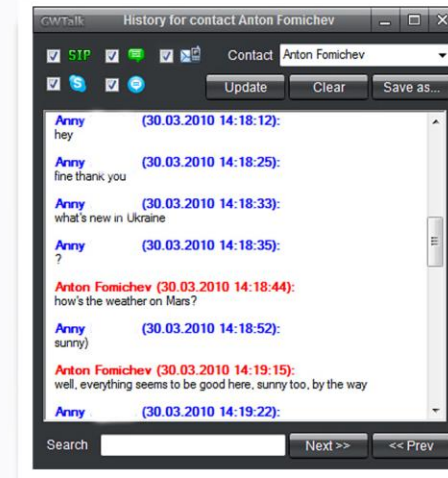 GWTalk History for contact Anton Fomichev
SIP Contact Anton Fomichev
Update Clear Save as...
Anny (30.03.2010 14:18:12):
hey
Anny (30.03.2010 14:18:25):
fine thank you
Anny (30.03.2010 14:18:33):
what's new in Ukraine
Anny (30.03.2010 14:18:35):
?
Anton Fomichev (30.03.2010 14:18:44):
how's the weather on Mars?
Anny (30.03.2010 14:18:52):
sunny)
Anton Fomichev (30.03.2010 14:19:15):
well, everything seems to be good here, sunny too, by the way
Anny (30.03.2010 14:19:22):
Search Next >> << Prev